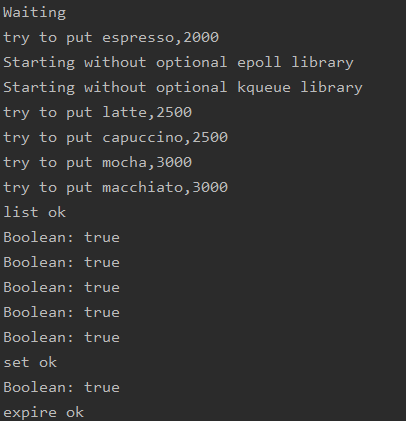 Waiting
try to put espresso,2000
Starting without optional epoll library
Starting without optional kqueue library
try to put latte,2500
try to put capuccino,2500
try to put mocha,3000
try to put macchiato,3000
list ok
Boolean: true
Boolean: true
Boolean: true
Boolean: true
Boolean: true
set ok
Boolean: true
expire ok